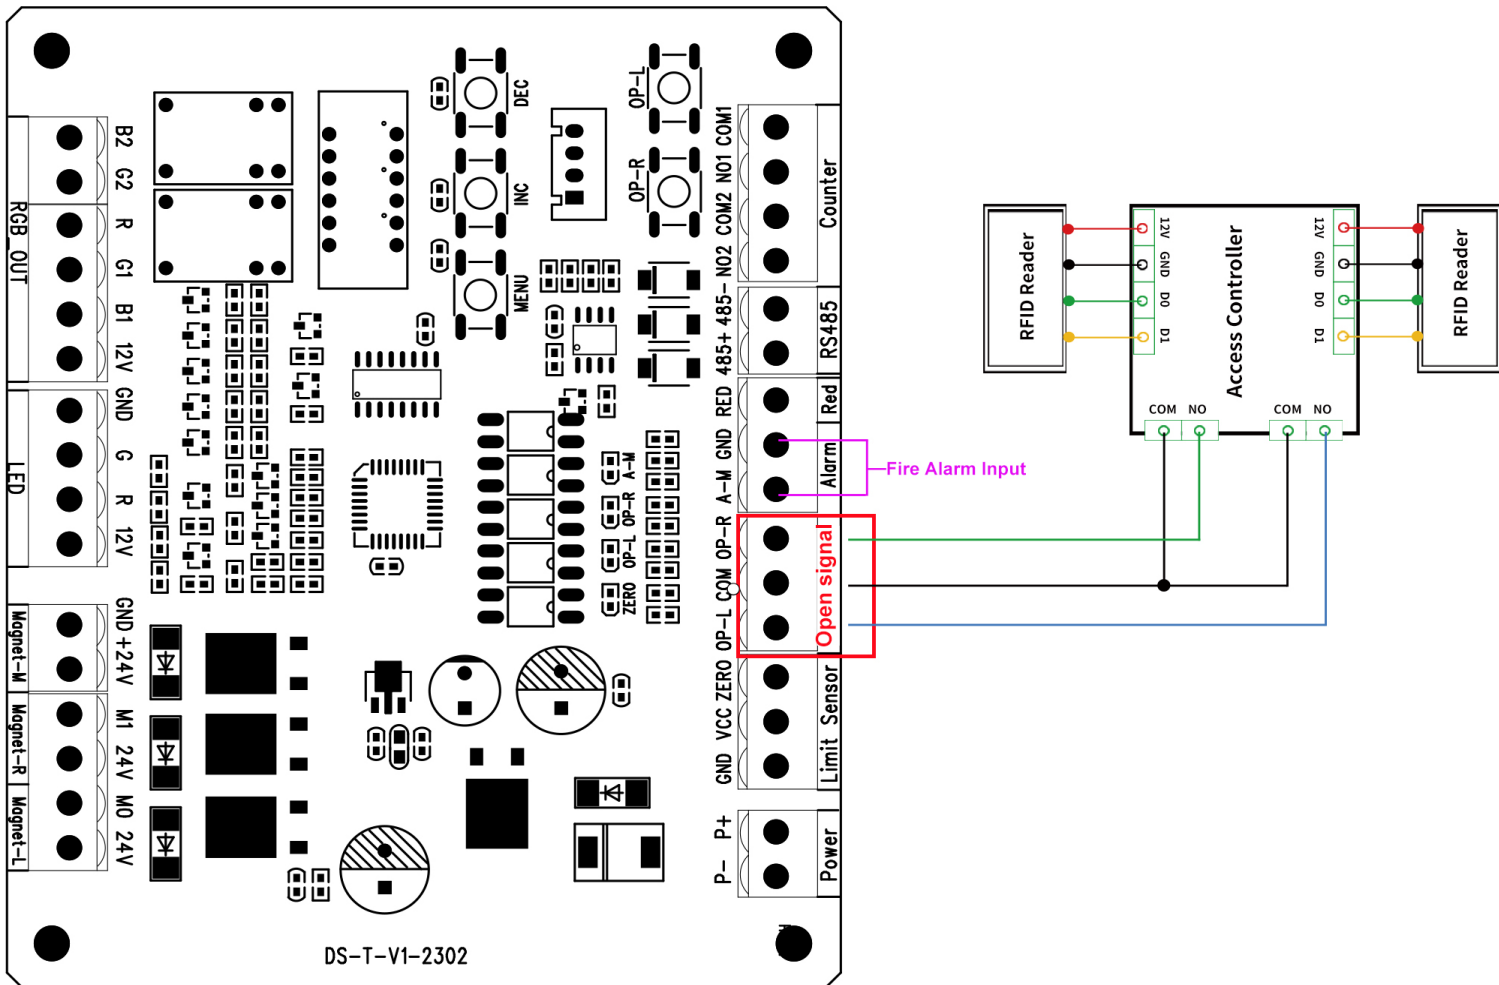 RGB_OUT
B2
G2
R
G1
B1
12V
LED
GND
G
R
12V
Magnet-M
GND
+24V
Magnet-R
M1
24V
Magnet-L
M0
24V
DEC
INC
MENU
OP-L
OP-R
A-M
OP-R
OP-L
ZERO
COM1
NO1
COM2
NO2
Counter
485-
485+
RS485
RED
Red
GND
A-M
Alarm
OP-R
COM
OP-L
Open signal
ZERO
VCC
GND
Limit Sensor
P+
P-
Power
DS-T-V1-2302
Fire Alarm Input
RFID Reader
12V
GND
D0
D1
Access Controller
12V
GND
D0
D1
RFID Reader
COM NO
COM NO